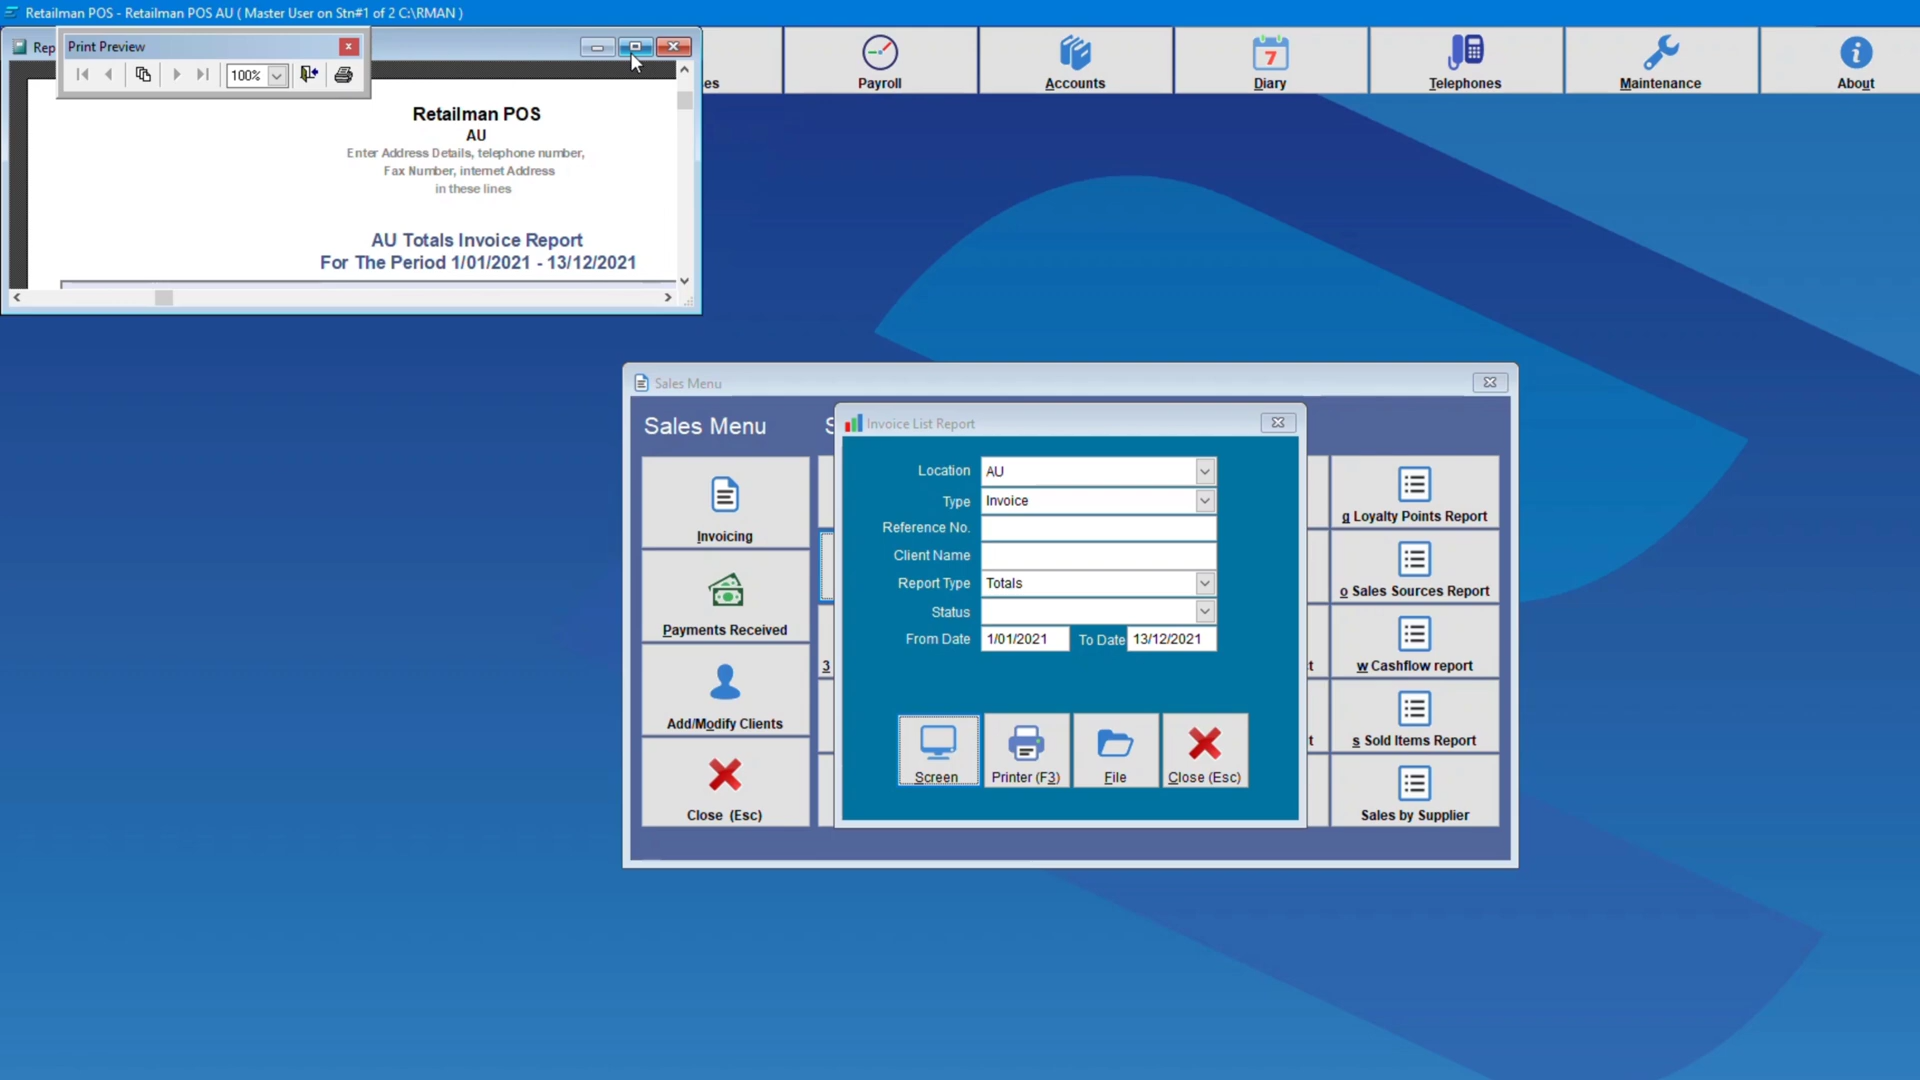 Retailman POS - Retailman POS AU ( Master User on Stn#1 of 2 C:\RMAN )
Rep
Print Preview
100%
es
Payroll
Accounts
Diary
7
Telephones
Maintenance
About
Retailman POS
AU
Enter Address Details, telephone number,
Fax Number, internet Address
in these lines
AU Totals Invoice Report
For The Period 1/01/2021 - 13/12/2021
Sales Menu
Sales Menu
S
Invoicing
Payments Received
Add/Modify Clients
Close (Esc)
3
Invoice List Report
Location AU
Type Invoice
Reference No.
Client Name
Report Type Totals
Status
From Date 1/01/2021 To Date 13/12/2021
Screen
Printer (F3)
File
Close (Esc)
t
t
g Loyalty Points Report
o Sales Sources Report
w Cashflow report
s Sold Items Report
Sales by Supplier